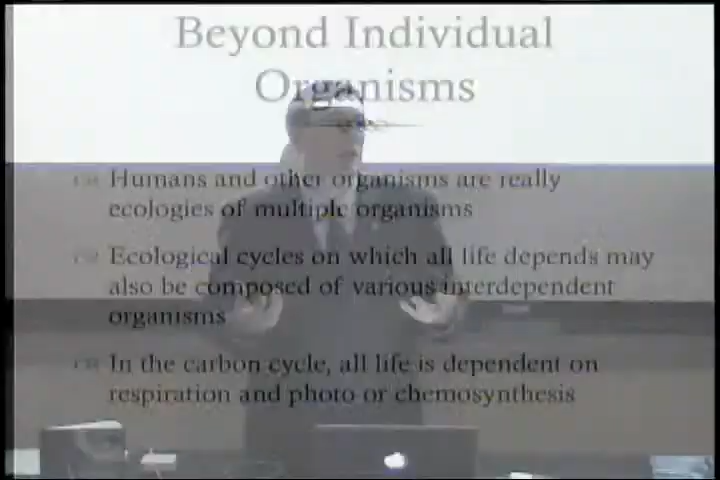 Beyond Individual
Organisms
Humans and other organisms are really
ecologies of multiple organisms
Ecological cycles on which all life depends may
also be composed of various interdependent
organisms
In the carbon cycle, all life is dependent on
respiration and photo or chemosynthesis